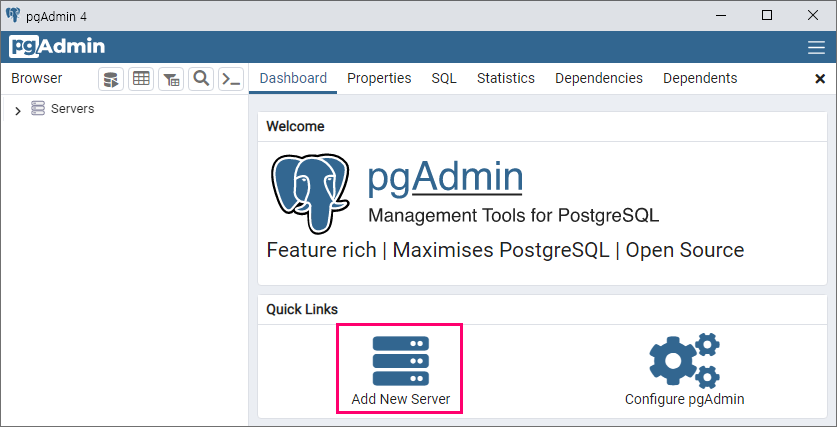 pgAdmin 4
pgAdmin
Browser
Dashboard Properties SQL Statistics Dependencies Dependents
Servers
Welcome
pgAdmin
Management Tools for PostgreSQL
Feature rich | Maximises PostgreSQL | Open Source
Quick Links
Add New Server
Configure pgAdmin